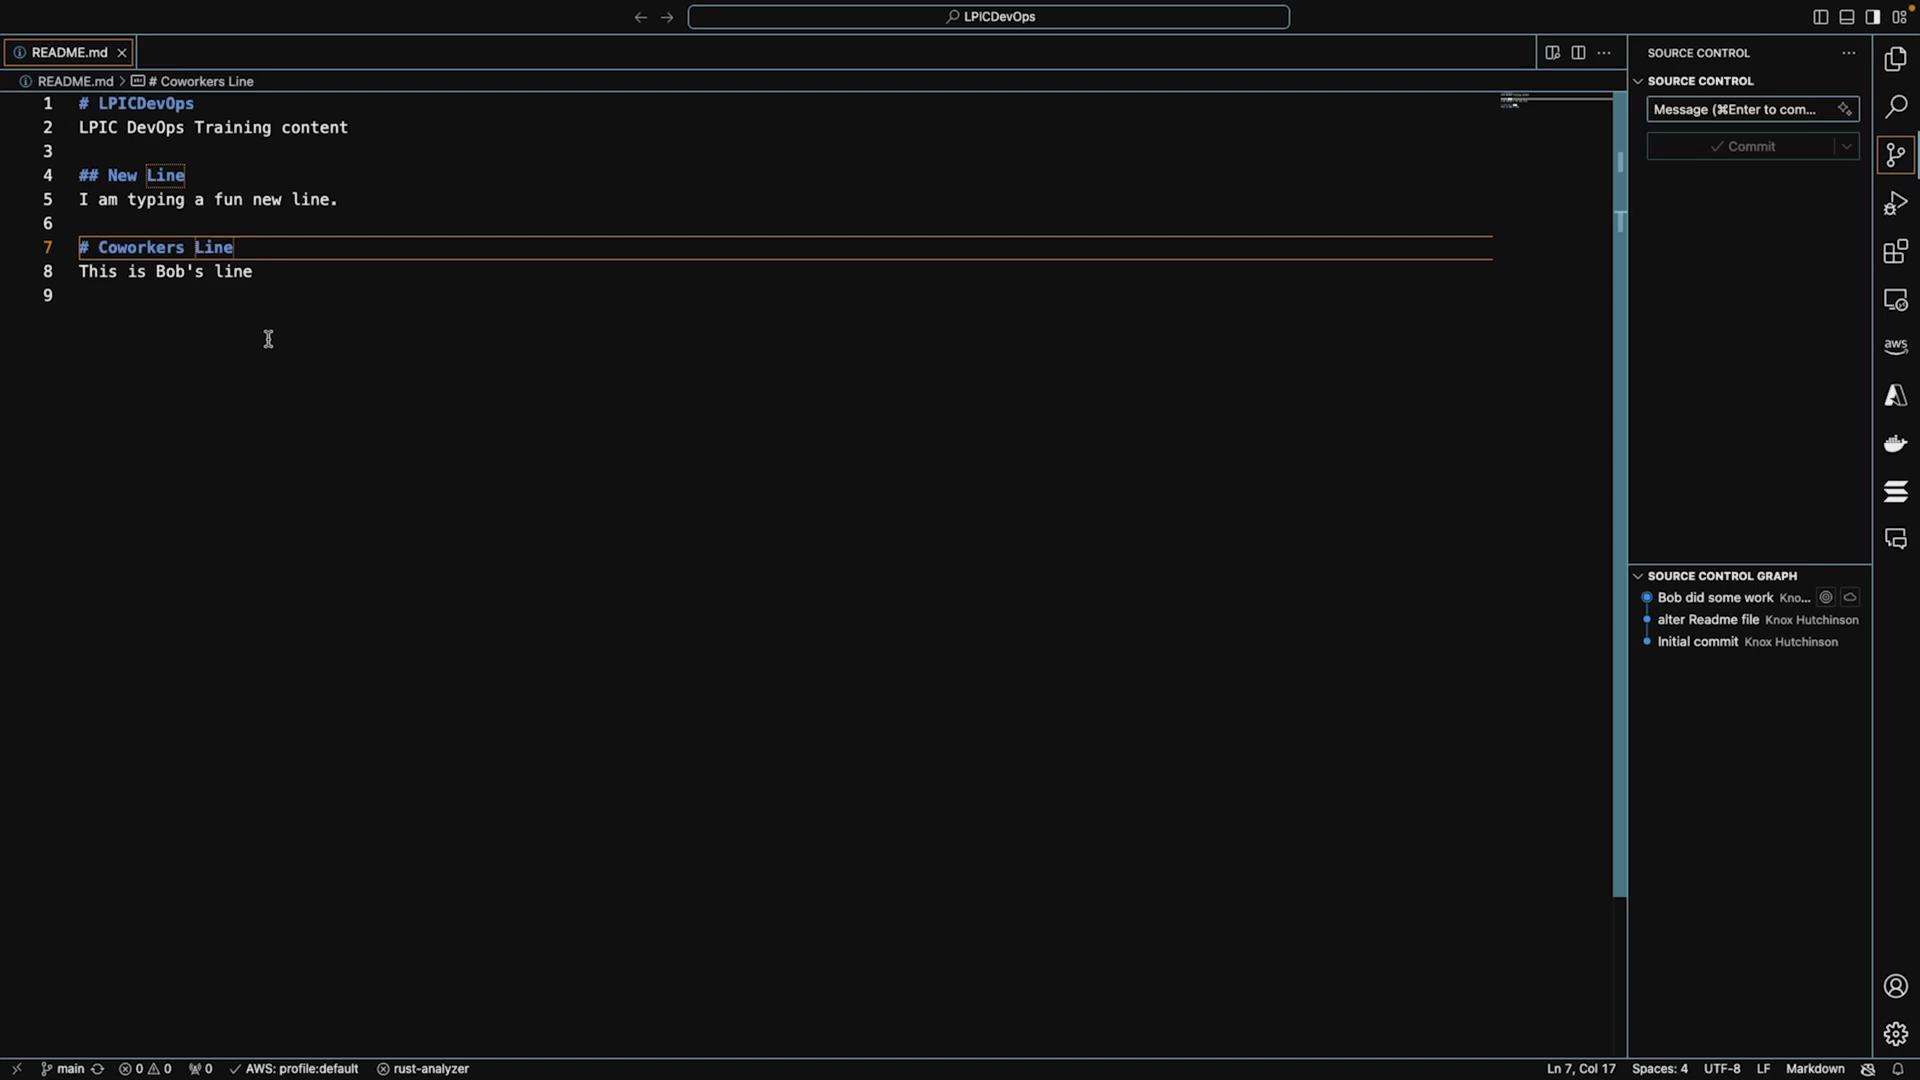 LPICDevOps
README.md
README.md > # Coworkers Line
1 # LPICDevOps
2 LPIC DevOps Training content
3
4 ## New Line
5 I am typing a fun new line.
6
7 # Coworkers Line
8 This is Bob's line
9
SOURCE CONTROL
SOURCE CONTROL
Message (⌘Enter to com...
Commit
aws
SOURCE CONTROL GRAPH
Bob did some work Kno...
alter Readme file Knox Hutchinson
Initial commit Knox Hutchinson
main 0 0 0 AWS: profile:default rust-analyzer Ln 7, Col 17 Spaces: 4 UTF-8 LF Markdown